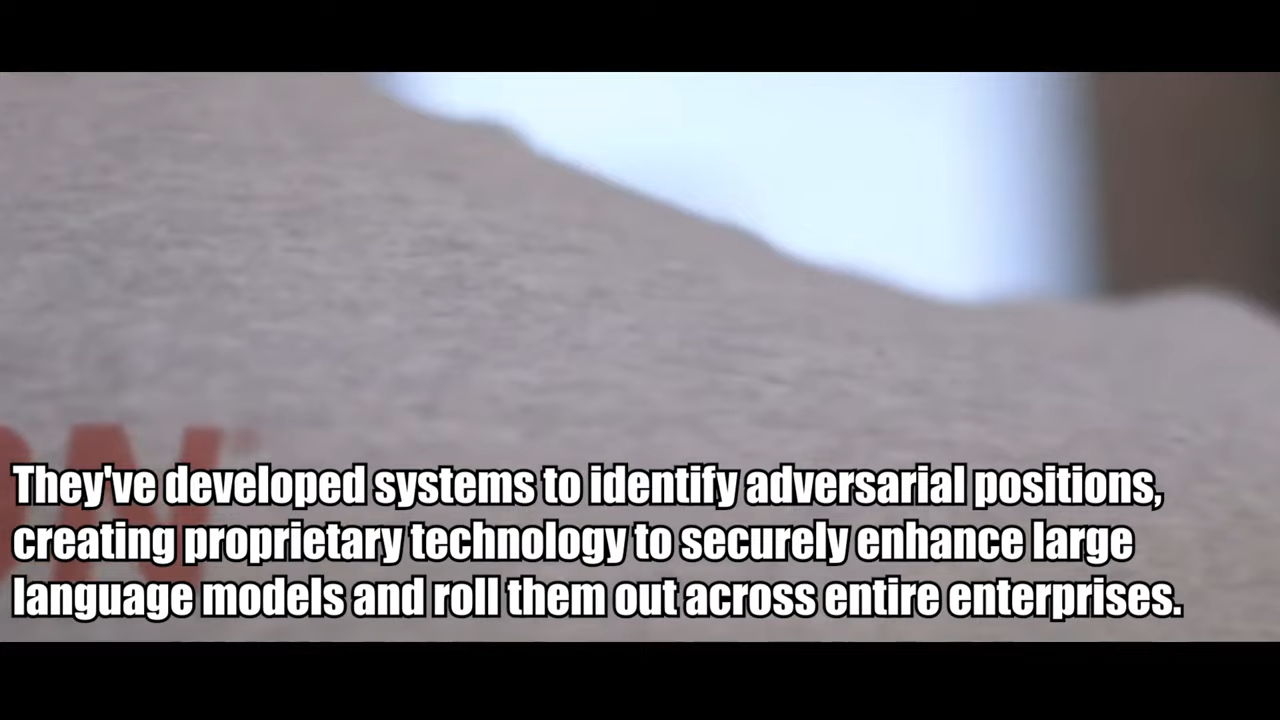 They've developed systems to identify adversarial positions,
creating proprietary technology to securely enhance large
language models and roll them out across entire enterprises.